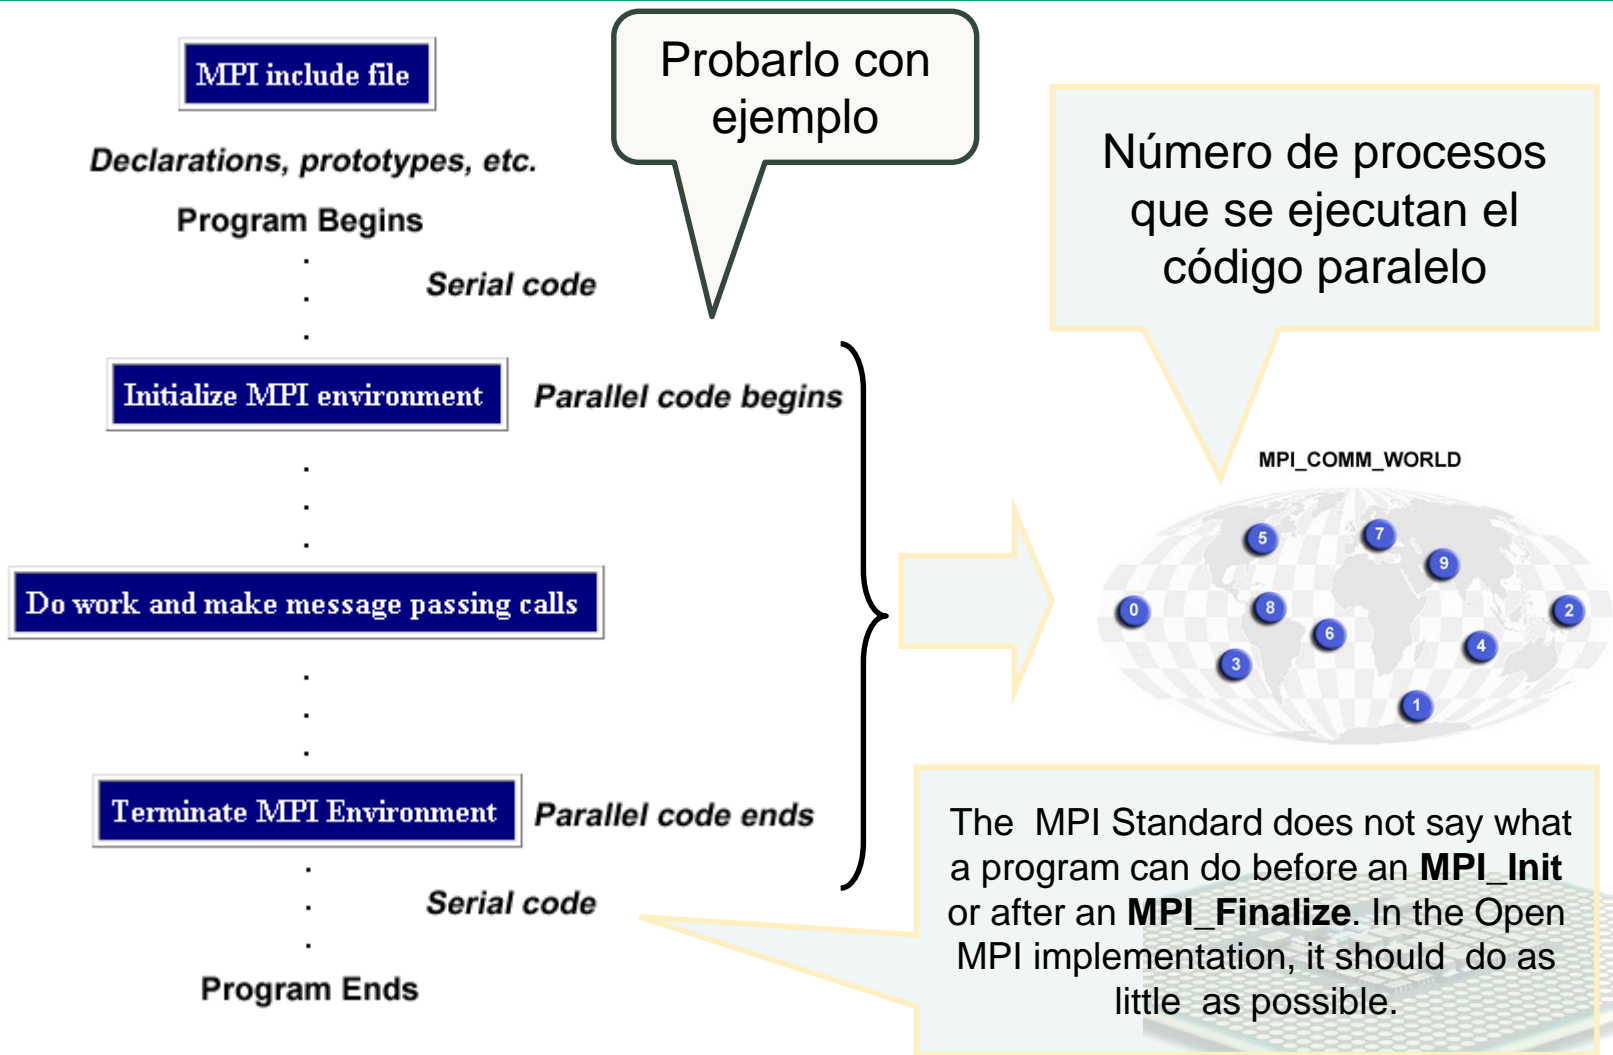 MPI include file
Declarations, prototypes, etc.
Program Begins
Serial code
Initialize MPI environment
Parallel code begins
Do work and make message passing calls
Terminate MPI Environment
Parallel code ends
Serial code
Program Ends
Probarlo con
ejemplo
Número de procesos
que se ejecutan el
código paralelo
MPI_COMM_WORLD
5
7
9
0
8
2
6
4
3
1
The MPI Standard does not say what
a program can do before an MPI_Init
or after an MPI_Finalize. In the Open
MPI implementation, it should do as
little as possible.